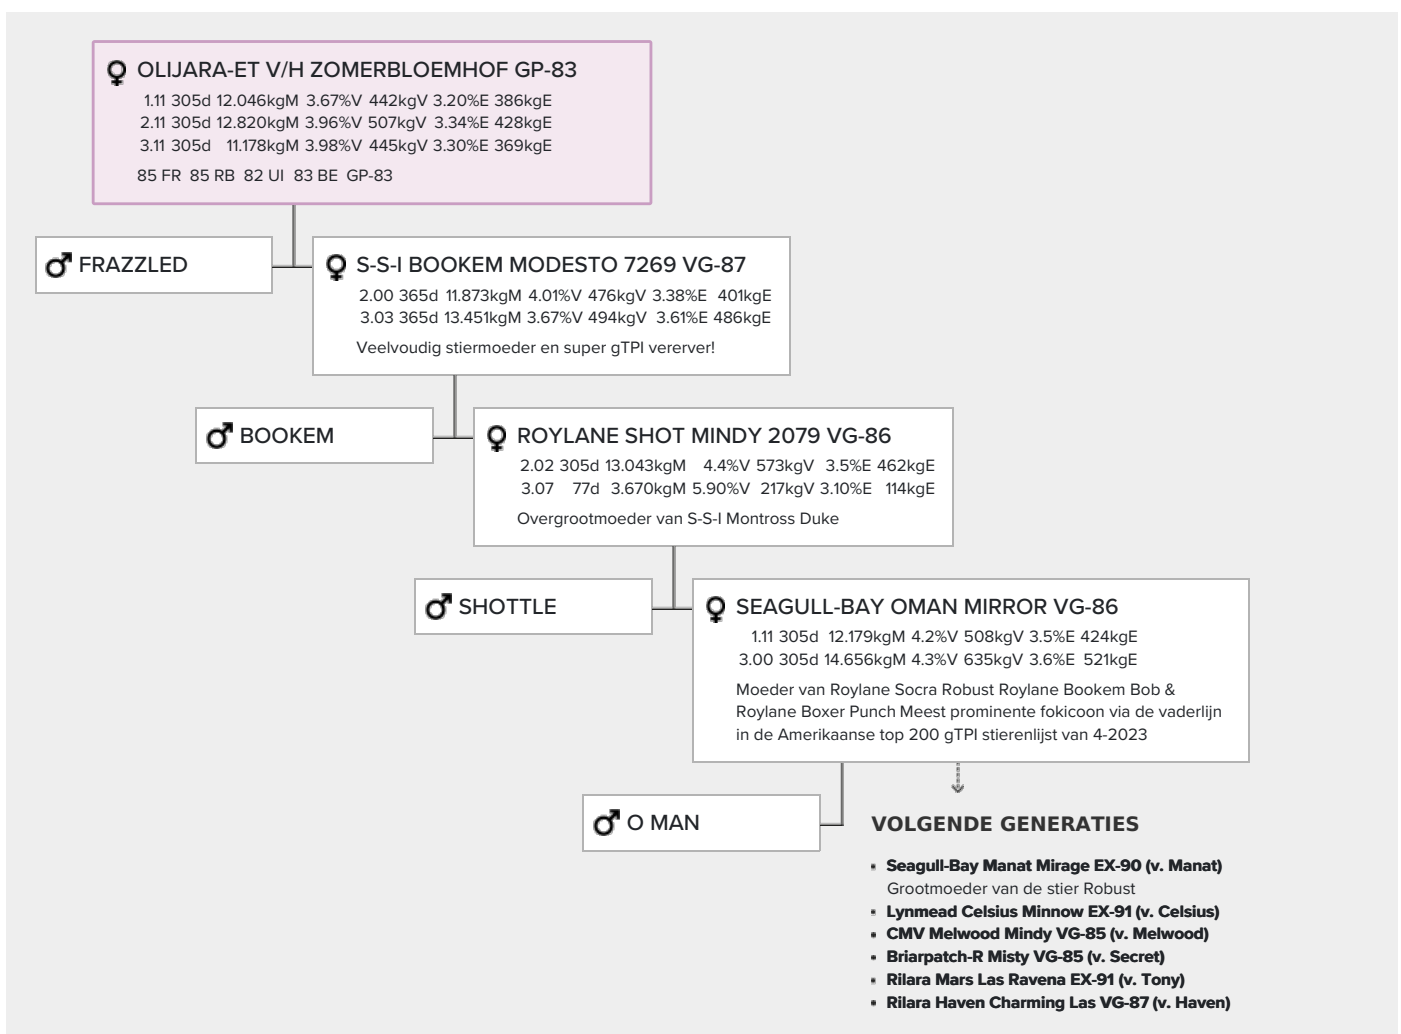 OLIJARA-ET V/H ZOMERBLOEMHOF GP-83
1.11 305d 12.046kgM 3.67%V 442kgV 3.20%E 386kgE
2.11 305d 12.820kgM 3.96%V 507kgV 3.34%E 428kgE
3.11 305d 11.178kgM 3.98%V 445kgV 3.30%E 369kgE
85 FR 85 RB 82 UI 83 BE GP-83
FRAZZLED
S-S-I BOOKEM MODESTO 7269 VG-87
2.00 365d 11.873kgM 4.01%V 476kgV 3.38%E 401kgE
3.03 365d 13.451kgM 3.67%V 494kgV 3.61%E 486kgE
Veelvoudig stiermoeder en super gTPI vererver!
BOOKEM
ROYLANE SHOT MINDY 2079 VG-86
2.02 305d 13.043kgM 4.4%V 573kgV 3.5%E 462kgE
3.07 77d 3.670kgM 5.90%V 217kgV 3.10%E 114kgE
Overgrootmoeder van S-S-I Montross Duke
SHOTTLE
SEAGULL-BAY OMAN MIRROR VG-86
1.11 305d 12.179kgM 4.2%V 508kgV 3.5%E 424kgE
3.00 305d 14.656kgM 4.3%V 635kgV 3.6%E 521kgE
Moeder van Roylane Socra Robust Roylane Bookem Bob &
Roylane Boxer Punch Meest prominente fokicoon via de vaderlijn
in de Amerikaanse top 200 gTPI stierenlijst van 4-2023
O MAN
VOLGENDE GENERATIES
▪ Seagull-Bay Manat Mirage EX-90 (v. Manat)
Grootmoeder van de stier Robust
▪ Lynmead Celsius Minnow EX-91 (v. Celsius)
▪ CMV Melwood Mindy VG-85 (v. Melwood)
▪ Briarpatch-R Misty VG-85 (v. Secret)
▪ Rilara Mars Las Ravena EX-91 (v. Tony)
▪ Rilara Haven Charming Las VG-87 (v. Haven)